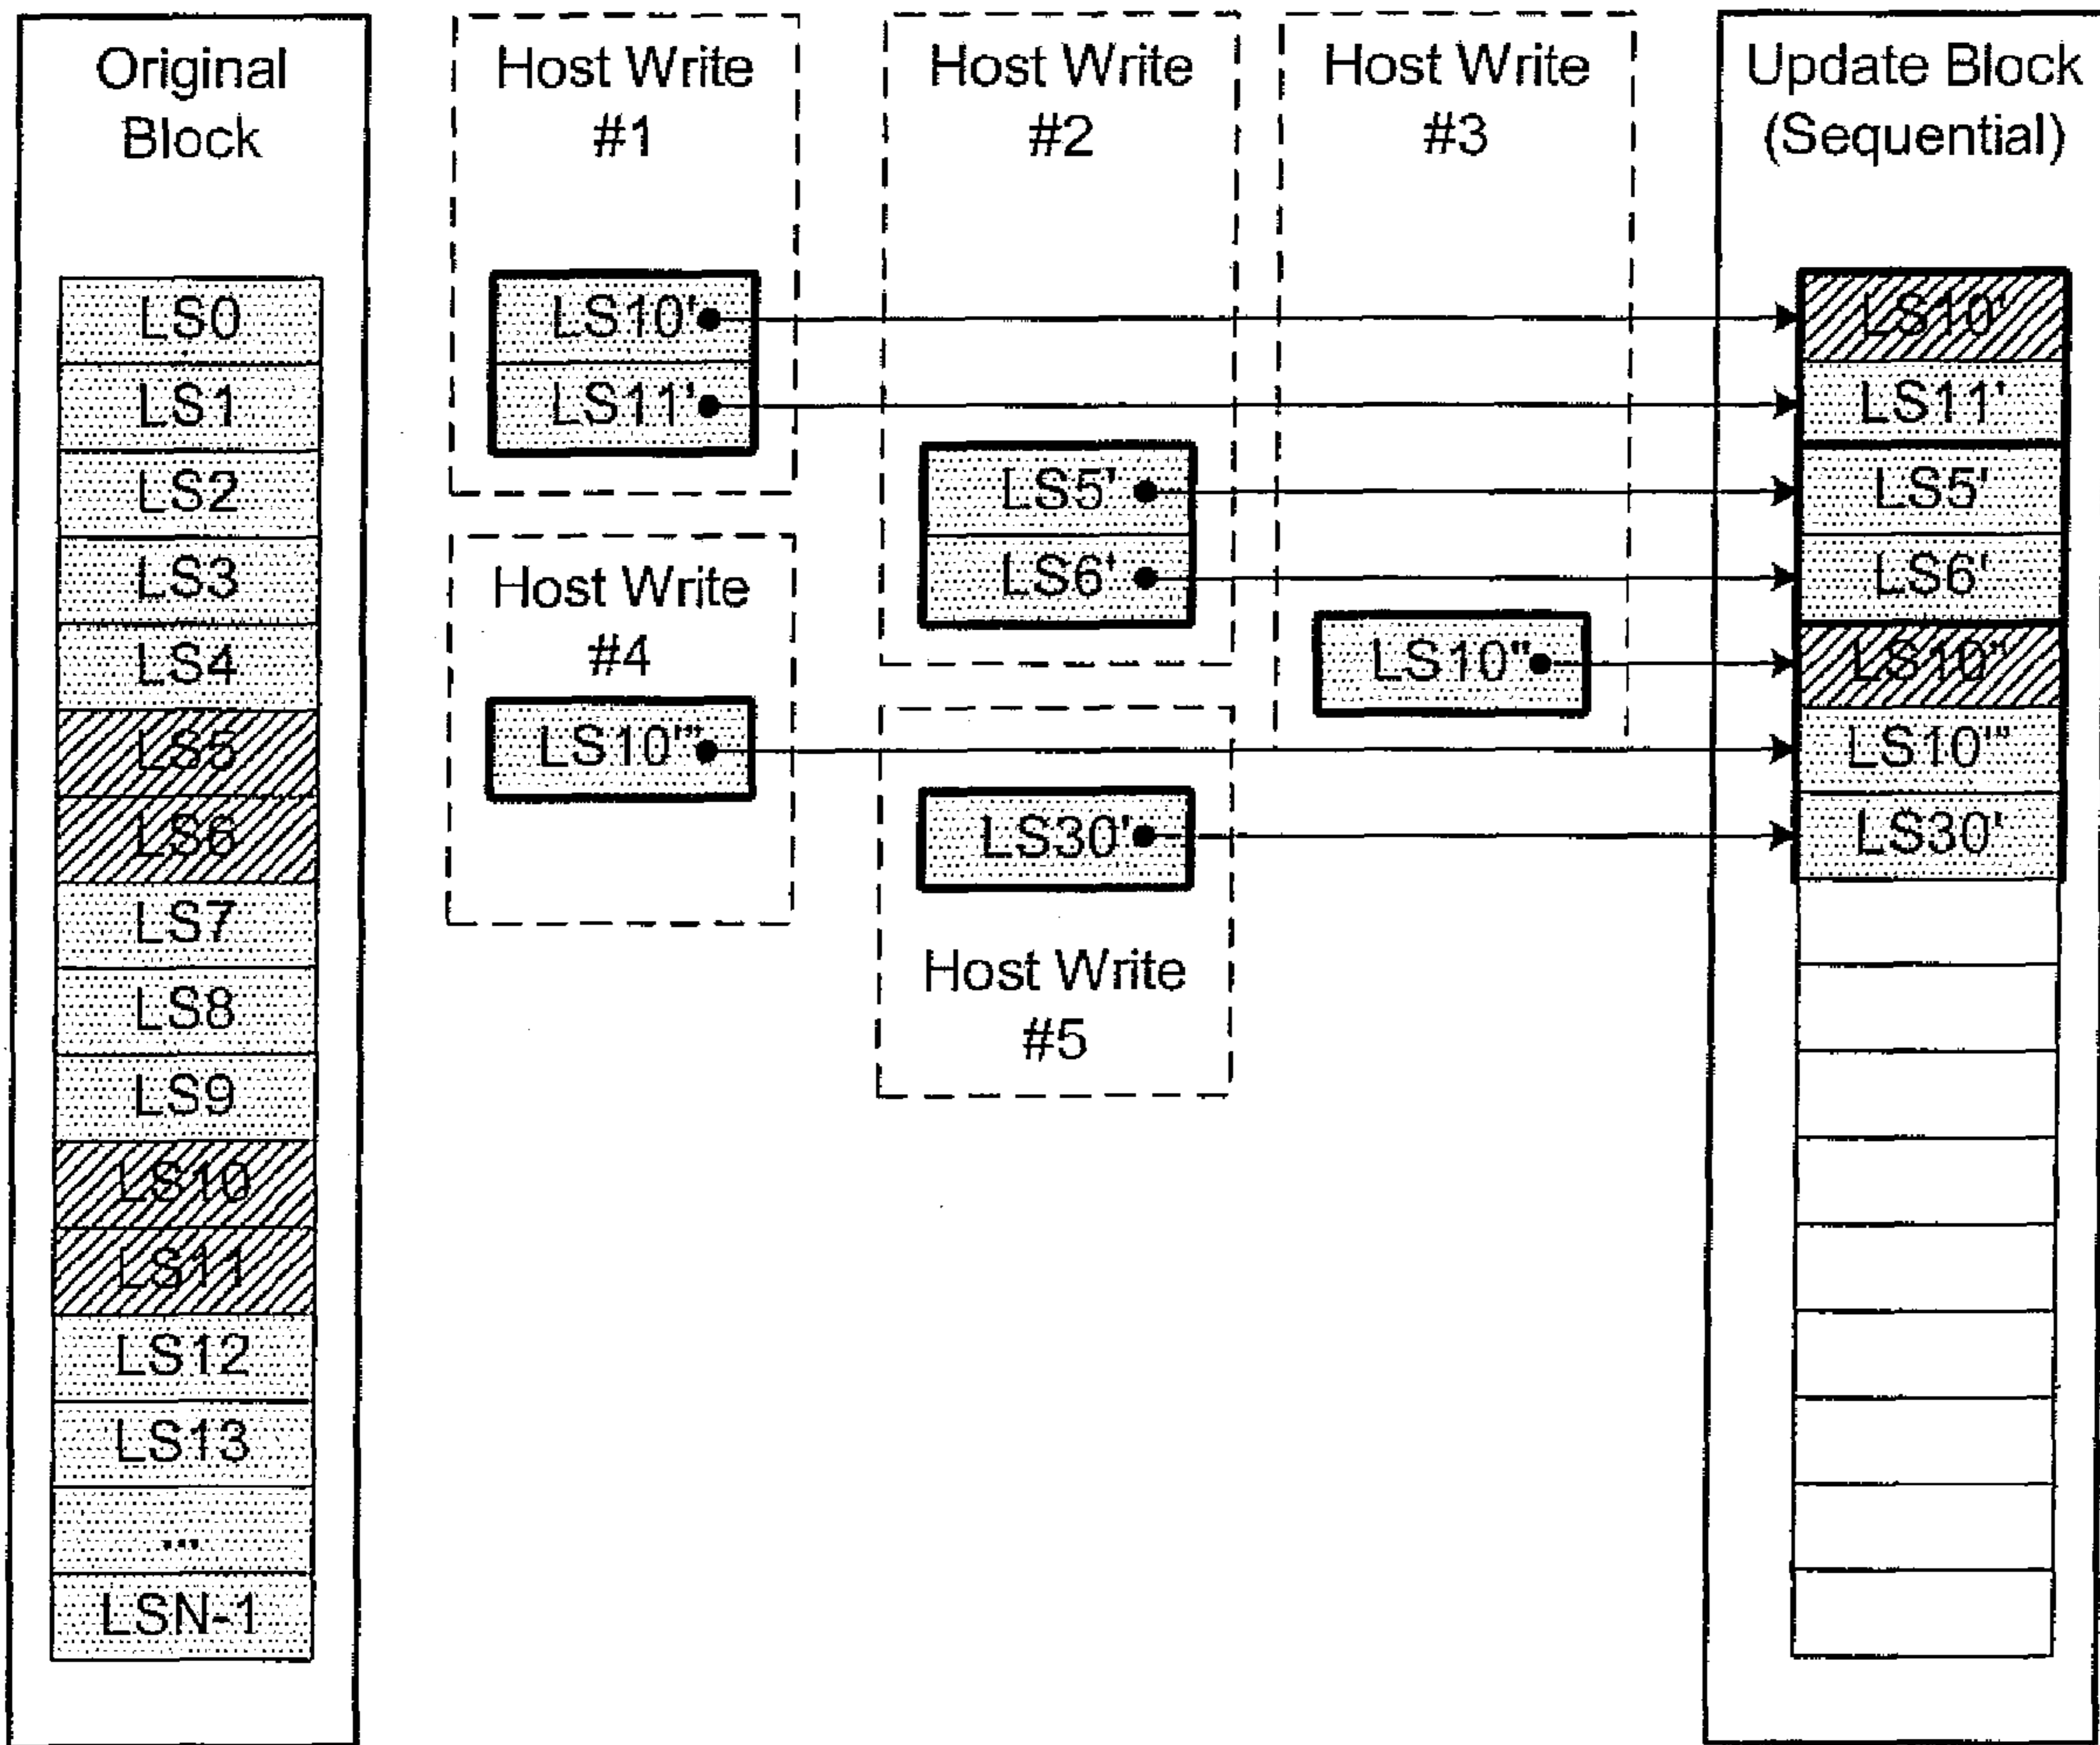 Original
Block
LS0
LS1
LS2
LS3
LS4
LS5
LS6
LS7
LS8
LS9
LS10
LS11
LS12
LS13
...
LSN-1
Host Write
#1
LS10'
LS11'
Host Write
#4
LS10'''
Host Write
#2
LS5'
LS6'
LS30'
Host Write
#5
Host Write
#3
LS10"
Update Block
(Sequential)
LS10'
LS11'
LS5'
LS6'
LS10"
LS10'''
LS30'